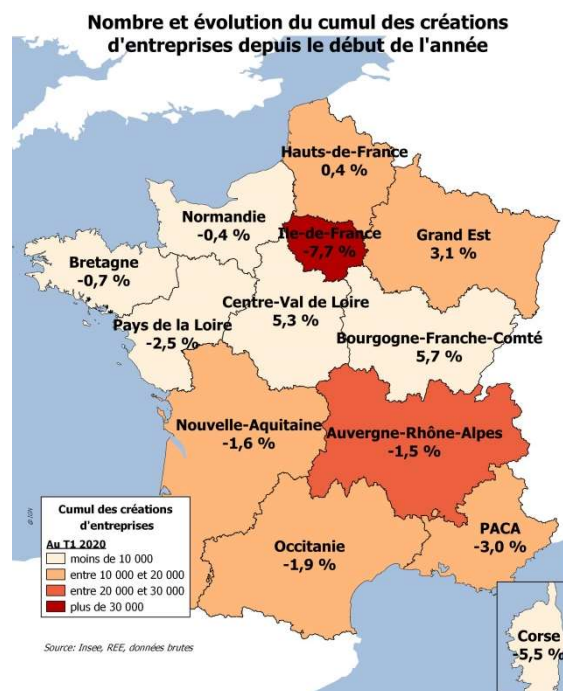 Nombre et évolution du cumul des créations
d'entreprises depuis le début de l'année
Hauts-de-France
0,4 %
Normandie
-0,4 %
Ile-de-France
-7,7 %
Grand Est
3,1 %
Bretagne
-0,7 %
Centre-Val de Loire
5,3 %
Pays de la Loire
-2,5 %
Bourgogne-Franche-Comté
5,7 %
Nouvelle-Aquitaine
-1,6 %
Auvergne-Rhône-Alpes
-1,5 %
Occitanie
-1,9 %
PACA
-3,0 %
Corse
-5,5 %
Cumul des créations
d'entreprises
Au T1 2020
moins de 10 000
entre 10 000 et 20 000
entre 20 000 et 30 000
plus de 30 000
Source: Insee, REE, données brutes